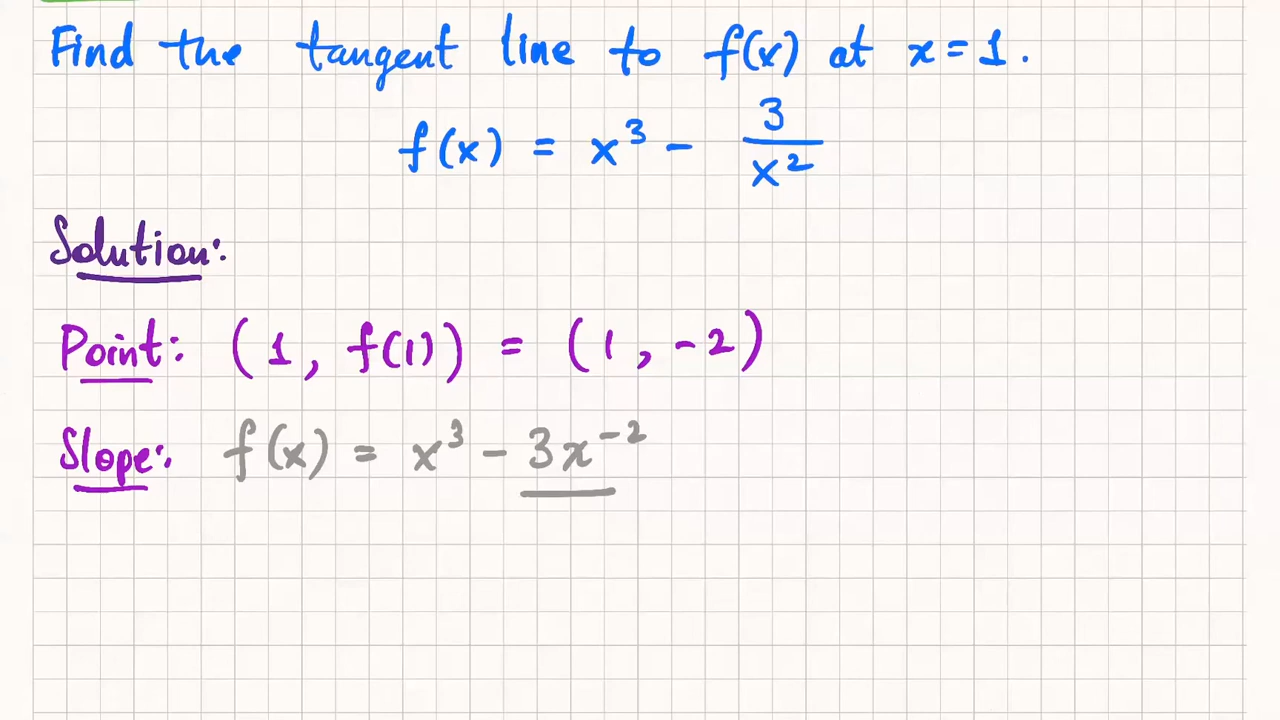 Find the tangent line to f(x) at x = 1.
f(x) = x³ - 3/x²
Solution:
Point: (1, f(1)) = (1, -2)
Slope: f(x) = x³ - 3x⁻²